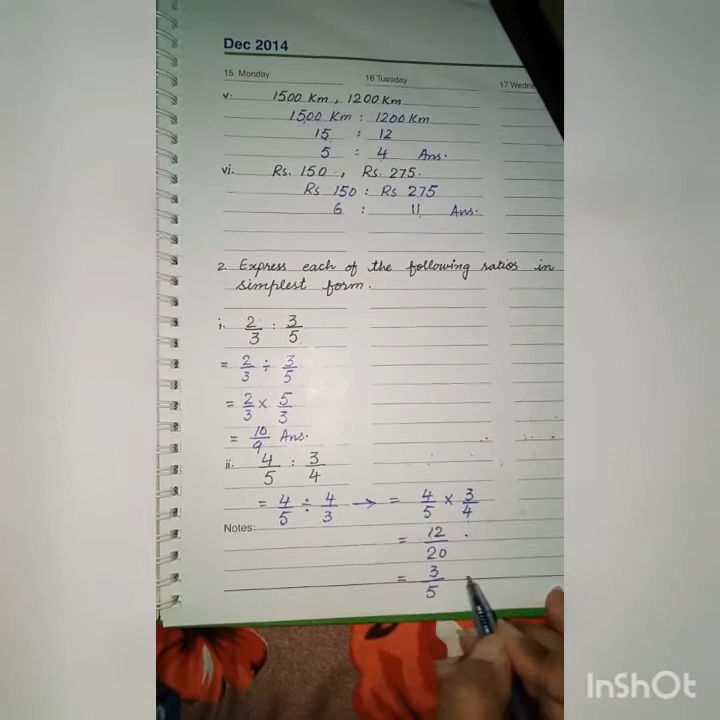 Dec 2014
15 Monday 16 Tuesday 17 Wedn
v. 1500 Km , 1200 Km
1500 Km : 1200 Km
15 : 12
5 : 4 Ans.
vi. Rs. 150 , Rs. 275.
Rs 150 : Rs 275
6 : 11 Ans.
2. Express each of the following ratios in
simplest form.
i. 2/3 : 3/5
= 2/3 ÷ 3/5
= 2/3 × 5/3
= 10/9 Ans.
ii. 4/5 : 3/4
= 4/5 ÷ 4/3 → = 4/5 × 3/4
Notes:
= 12/20
= 3/5
InShOt